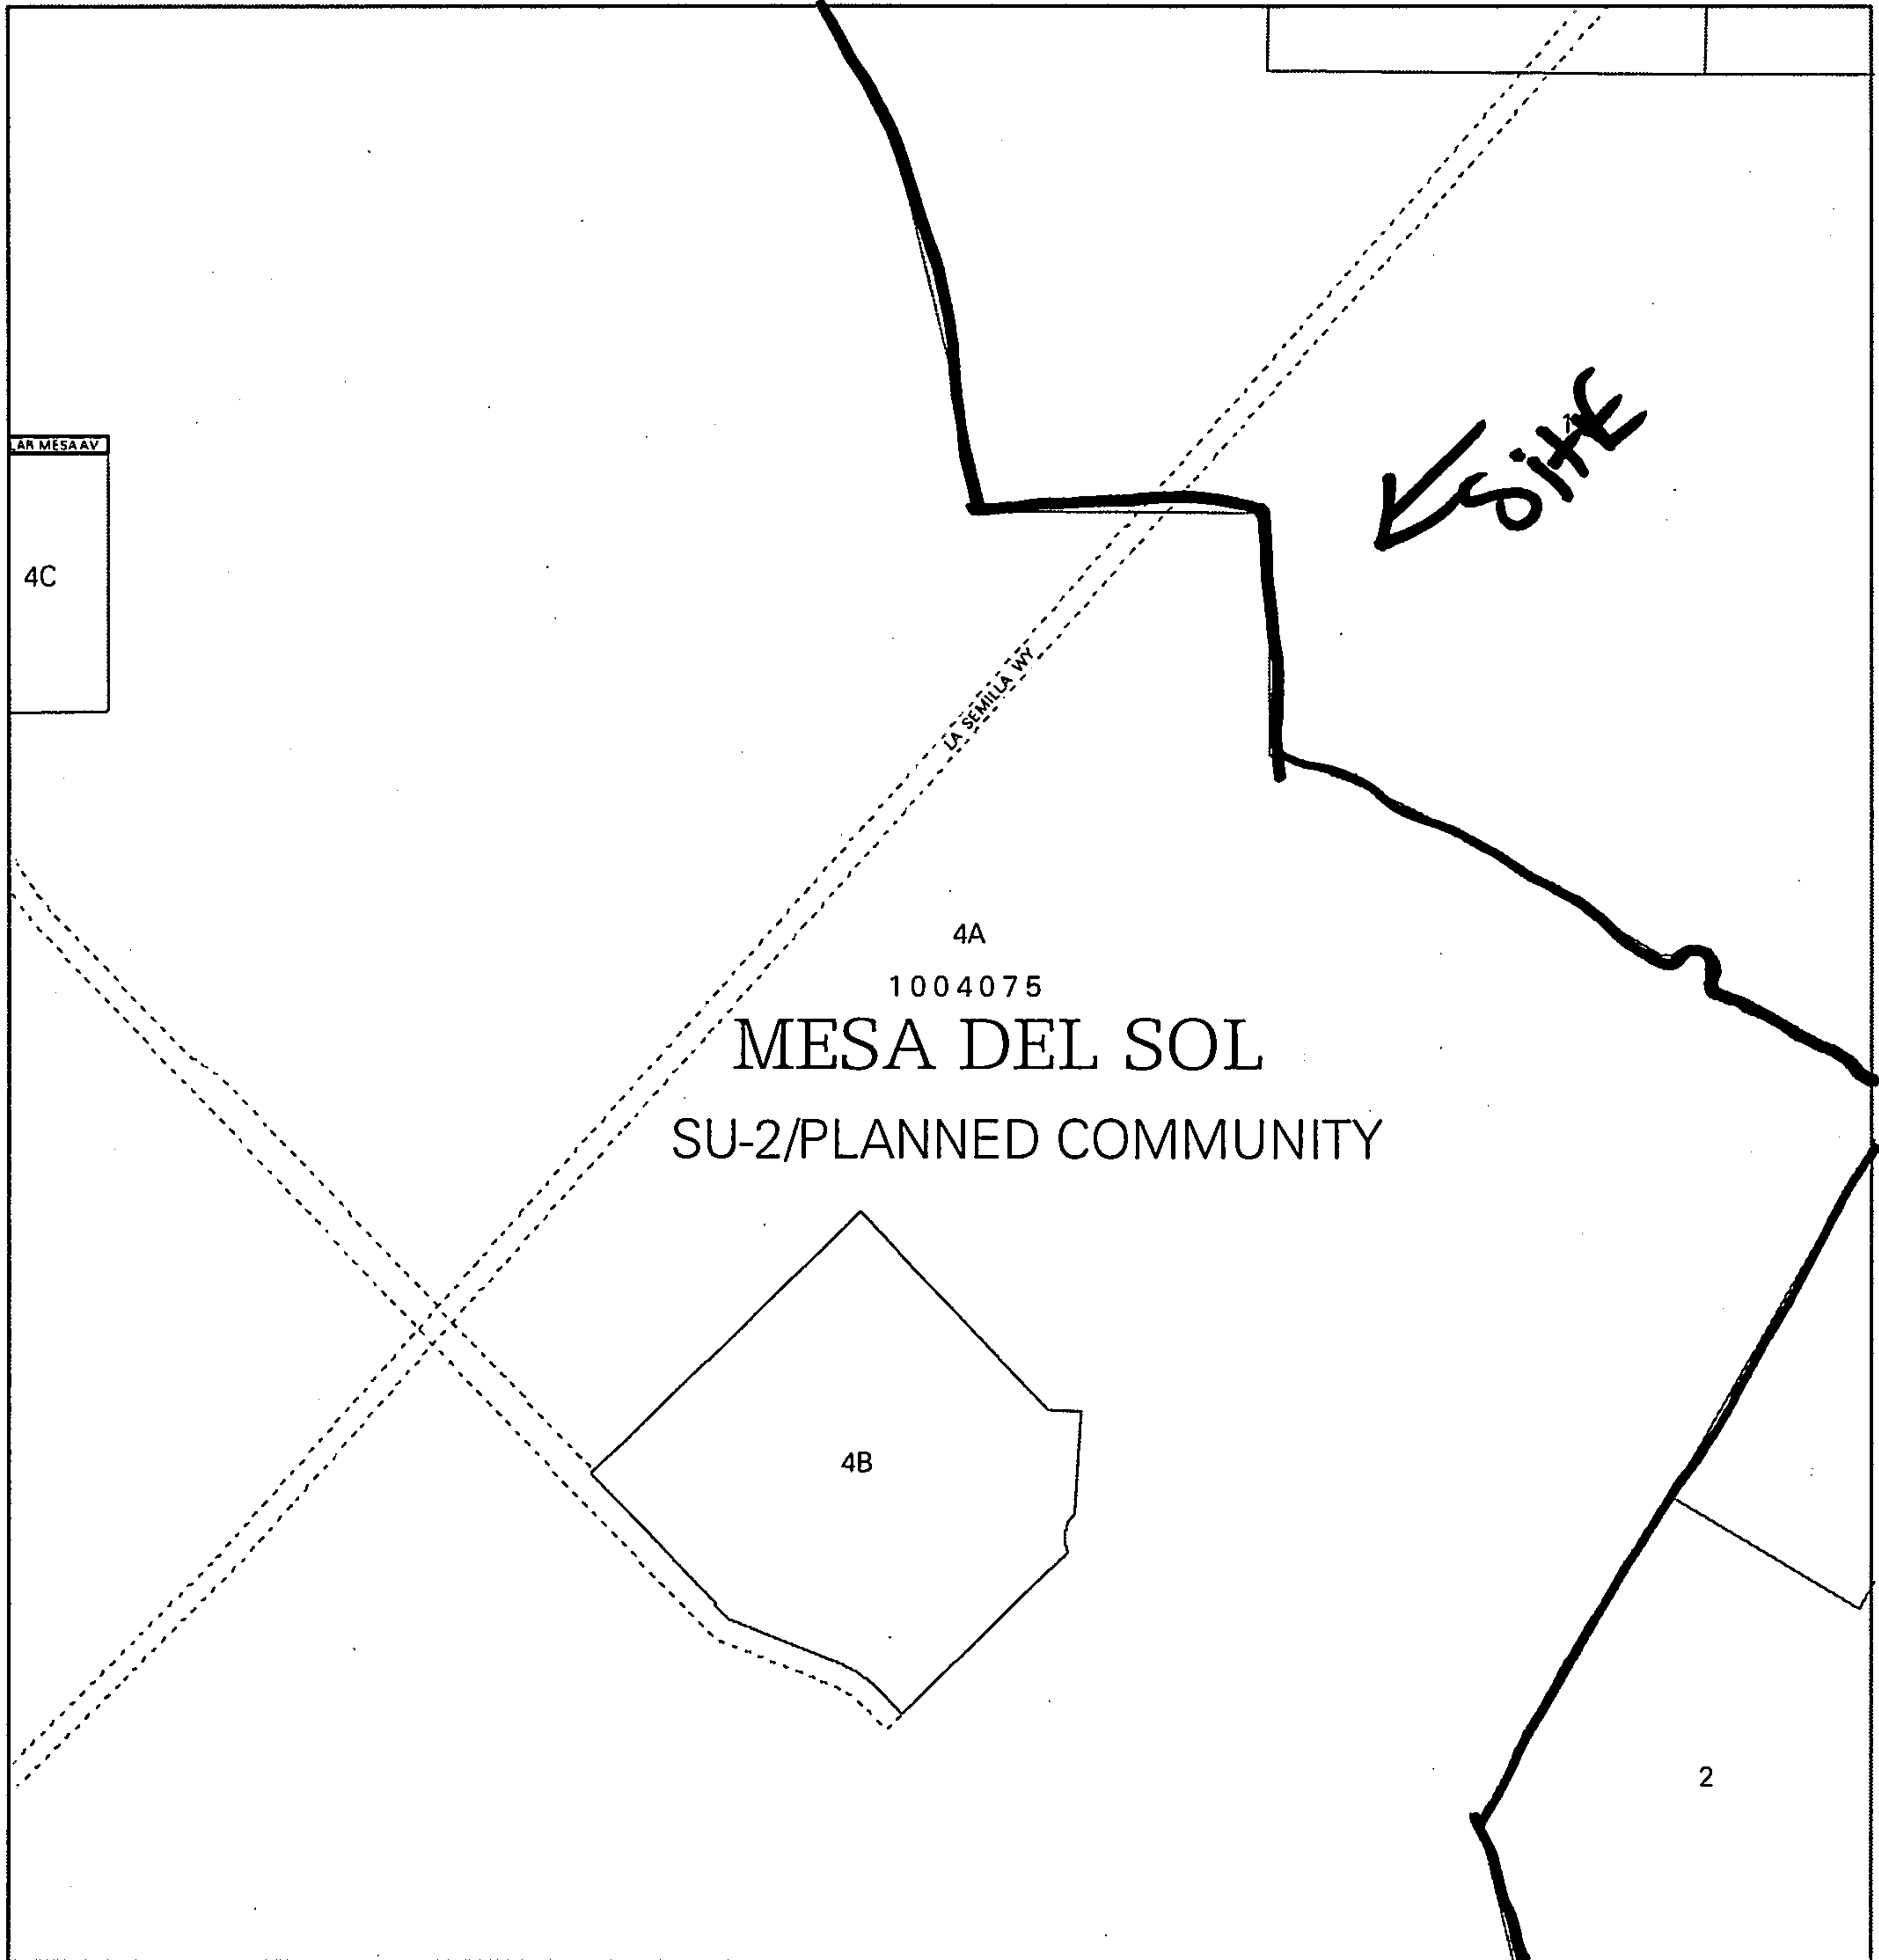 SitE
LAR MESA AV
4C
LA SEMILLA WY
4A
1004075
MESA DEL SOL
SU-2/PLANNED COMMUNITY
4B
2